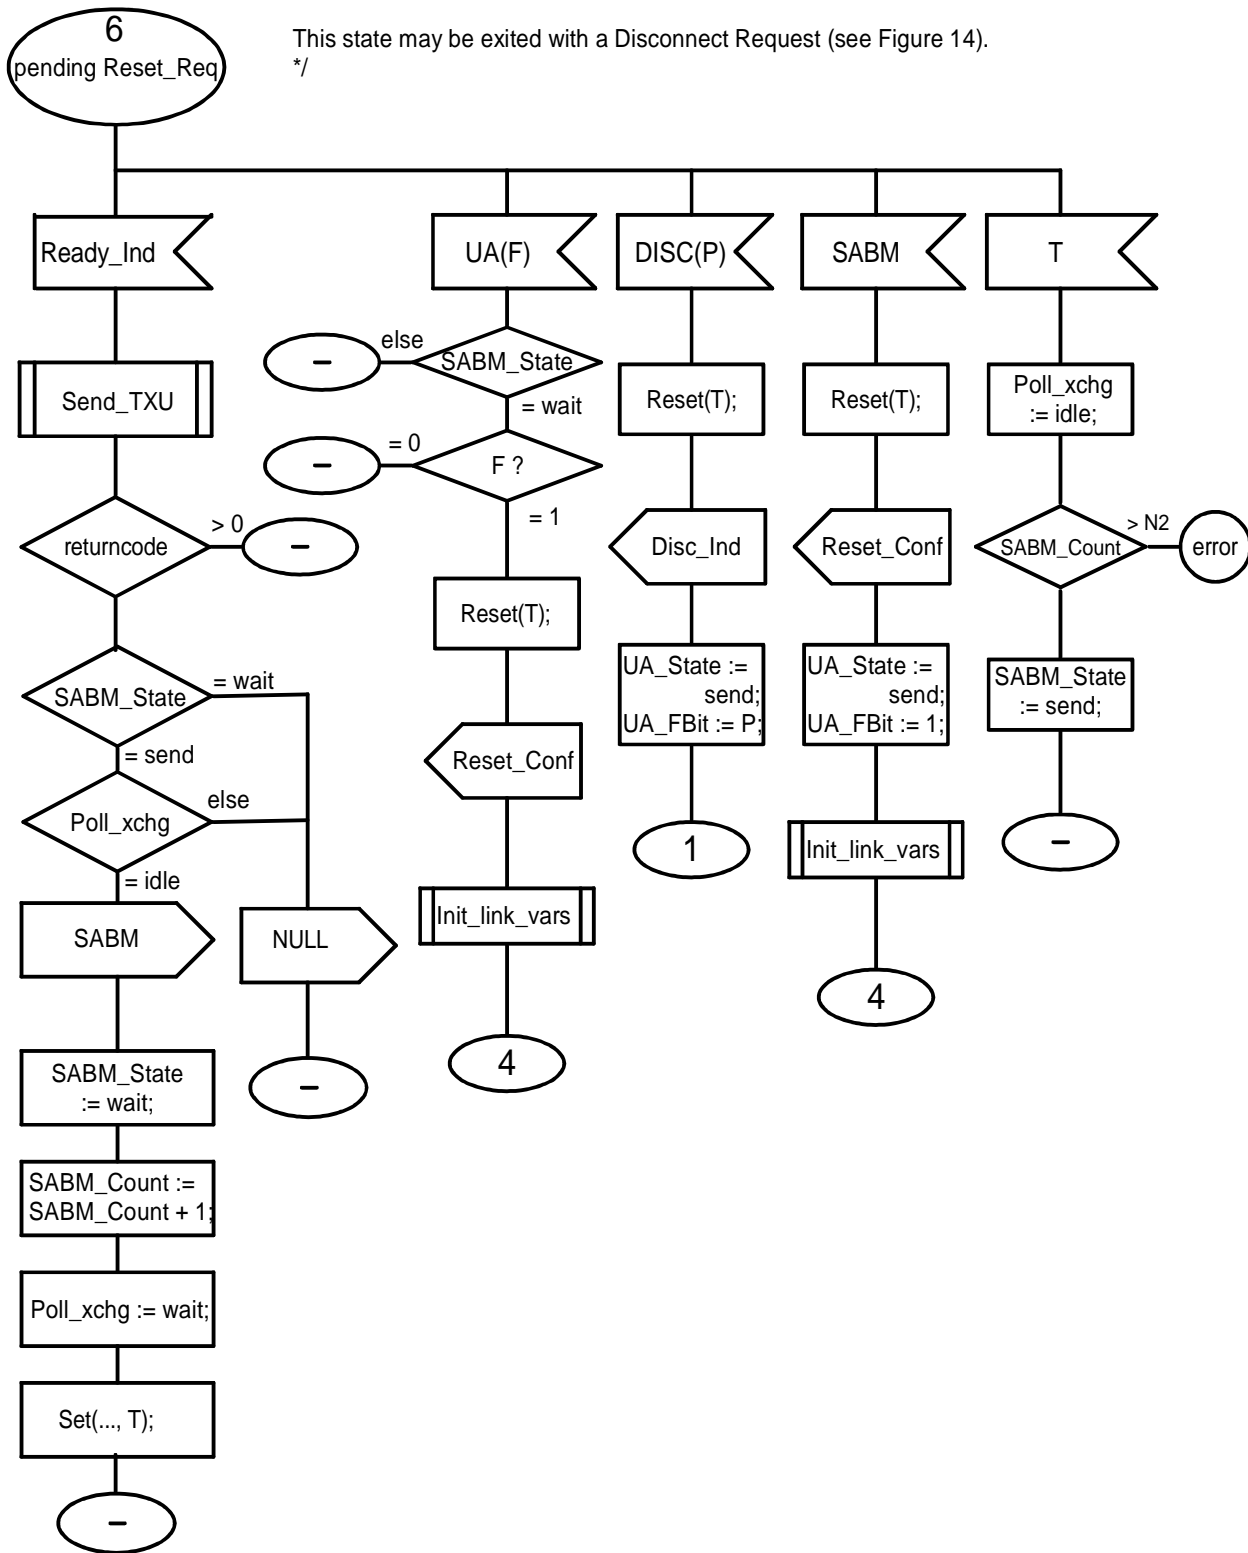 6
pending Reset_Req
This state may be exited with a Disconnect Request (see Figure 14).
*/
Ready_Ind
Send_TXU
returncode
> 0
–
SABM_State
= wait
= send
Poll_xchg
else
= idle
SABM
NULL
–
SABM_State
:= wait;
SABM_Count :=
SABM_Count + 1;
Poll_xchg := wait;
Set(..., T);
–
UA(F)
SABM_State
else
–
= wait
F ?
= 0
–
= 1
Reset(T);
Reset_Conf
Init_link_vars
4
DISC(P)
Reset(T);
Disc_Ind
UA_State :=
send;
UA_FBit := P;
1
SABM
Reset(T);
Reset_Conf
UA_State :=
send;
UA_FBit := 1;
Init_link_vars
4
T
Poll_xchg
:= idle;
SABM_Count
> N2
error
SABM_State
:= send;
–